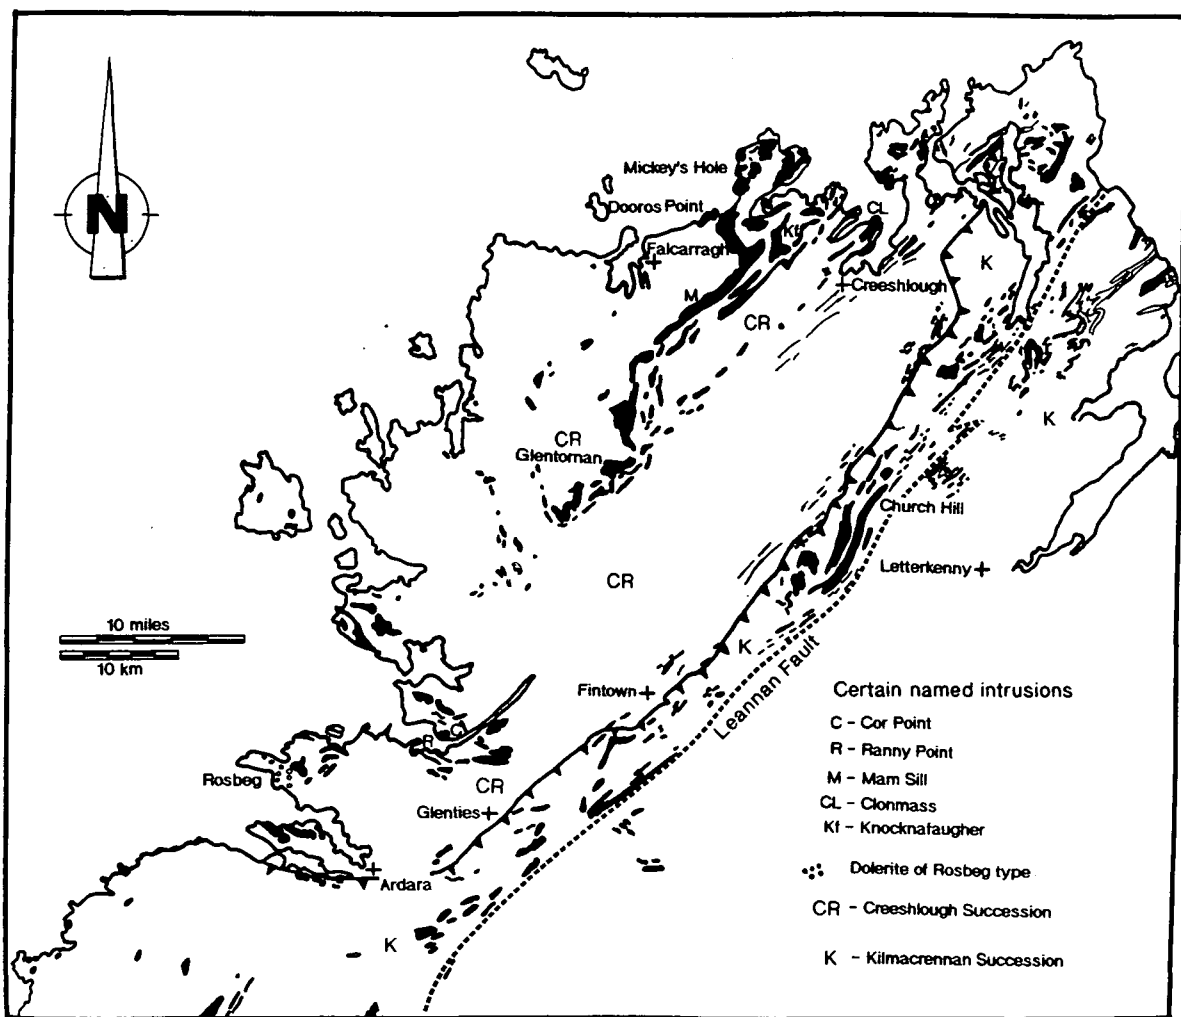 N
Mickey's Hole
Dooros Point
Kf
CL
Falcarragh
K
Creeshlough
M
CR
CR
Glentornan
K
Church Hill
CR
Letterkenny
10 miles
10 km
K
Fintown
Leannan Fault
C
R
Rosbeg
CR
Glenties
Ardara
K
Certain named intrusions
C - Cor Point
R - Ranny Point
M - Mam Sill
CL - Clonmass
Kf - Knocknafaugher
Dolerite of Rosbeg type
CR - Creeshlough Succession
K - Kilmacrennan Succession